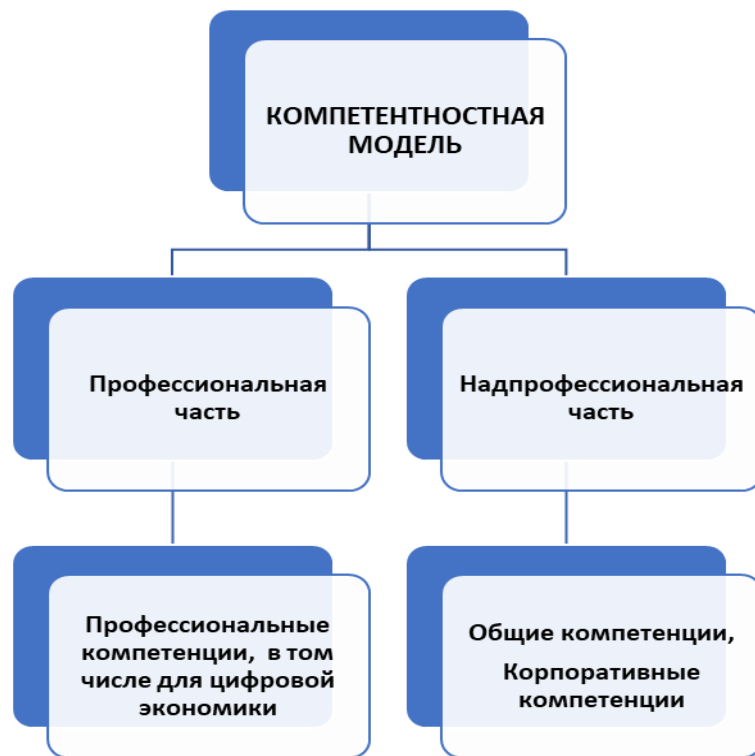 КОМПЕТЕНТНОСТНАЯ
МОДЕЛЬ
Профессиональная
часть
Надпрофессиональная
часть
Профессиональные
компетенции, в том
числе для цифровой
экономики
Общие компетенции,
Корпоративные
компетенции